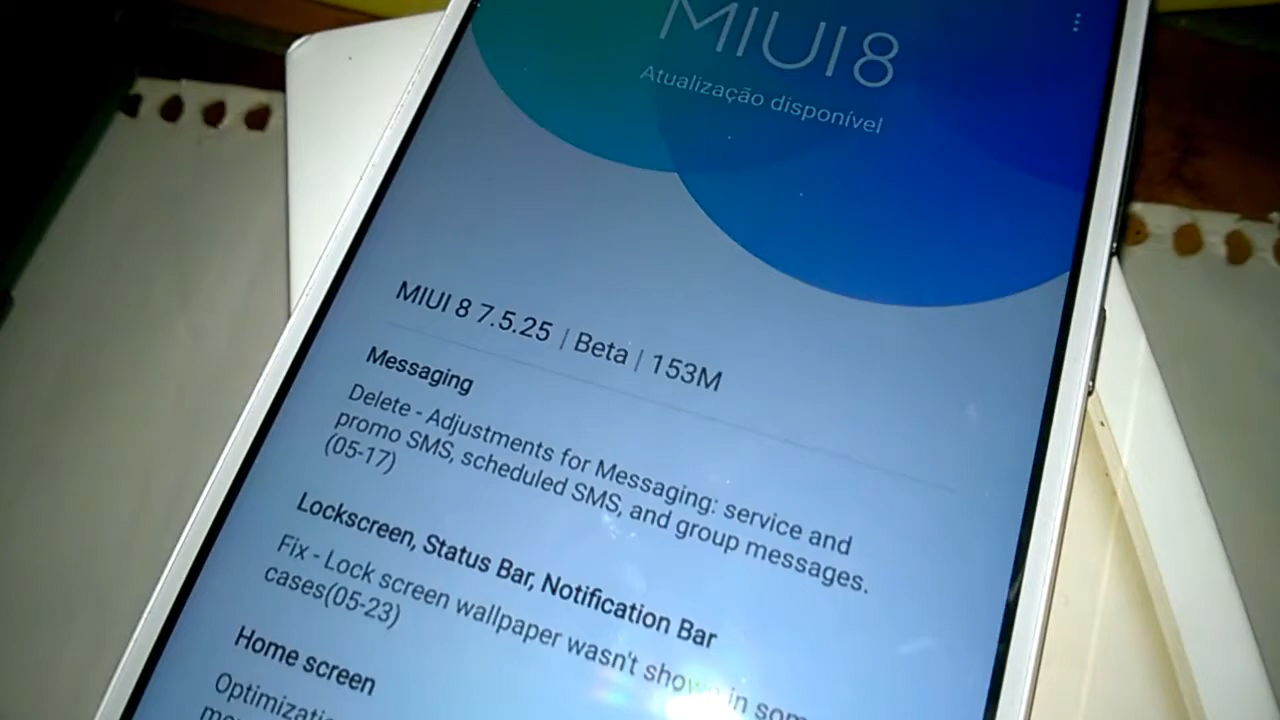 MIUI 8
Atualização disponível
MIUI 8 7.5.25 | Beta | 153M
Messaging
Delete - Adjustments for Messaging: service and
promo SMS, scheduled SMS, and group messages.
(05-17)
Lockscreen, Status Bar, Notification Bar
Fix - Lock screen wallpaper wasn't shown in some
cases(05-23)
Home screen